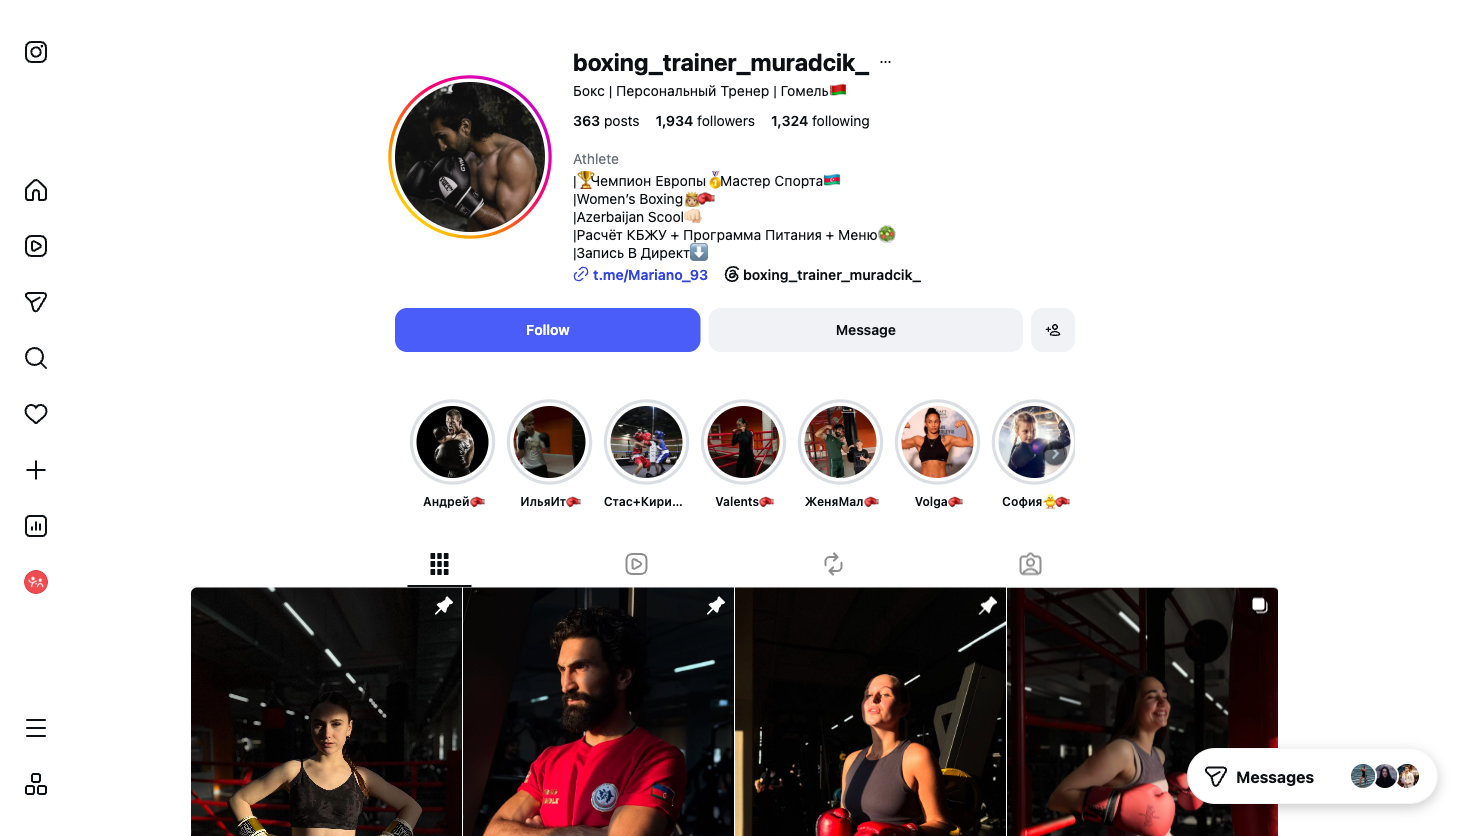 boxing_trainer_muradcik_ ...
Бокс | Персональный Тренер | Гомель🇧🇾
363 posts 1,934 followers 1,324 following
Athlete
|🏆Чемпион Европы🥇Мастер Спорта🇦🇿
|Women's Boxing👸🏼🥊
|Azerbaijan Scool👊🏻
|Расчёт КБЖУ + Программа Питания + Меню🥗
|Запись В Директ⬇️
t.me/Mariano_93 boxing_trainer_muradcik_
Follow Message
Андрей🥊 ИльяИт🥊 Стас+Кири... Valents🥊 ЖеняМал🥊 Volga🥊 София🐥🥊
Messages